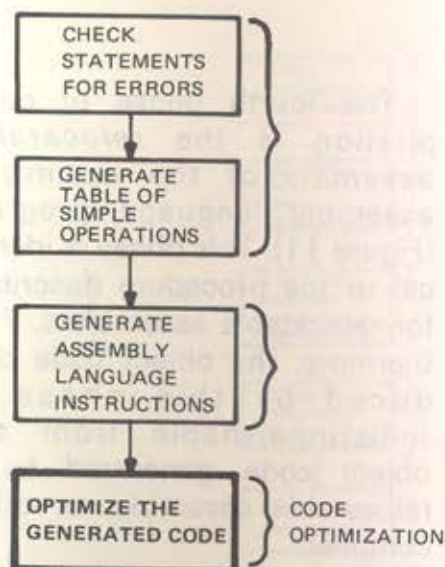 CHECK
STATEMENTS
FOR ERRORS
GENERATE
TABLE OF
SIMPLE
OPERATIONS
GENERATE
ASSEMBLY
LANGUAGE
INSTRUCTIONS
OPTIMIZE THE
GENERATED CODE
CODE
OPTIMIZATION